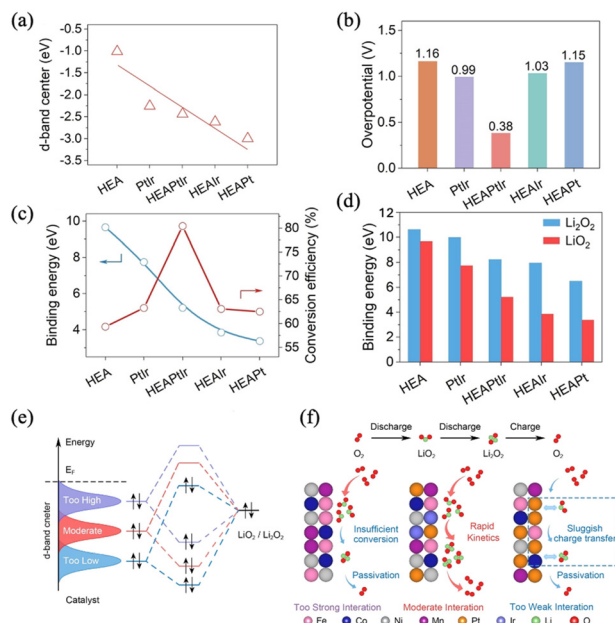 (a)
d-band center (eV)
-0.5
-1.0
-1.5
-2.0
-2.5
-3.0
-3.5
HEA
PtIr
HEAPtIr
HEAIr
HEAPt
(b)
Overpotential (V)
2.0
1.5
1.0
0.5
0.0
1.16
0.99
0.38
1.03
1.15
HEA
PtIr
HEAPtIr
HEAIr
HEAPt
(c)
Binding energy (eV)
10
8
6
4
Conversion efficiency (%)
80
75
70
65
60
55
HEA
PtIr
HEAPtIr
HEAIr
HEAPt
(d)
Binding energy (eV)
12
10
8
6
4
2
0
Li₂O₂
LiO₂
HEA
PtIr
HEAPtIr
HEAIr
HEAPt
(e)
Energy
E_F
d-band cneter
Too High
Moderate
Too Low
LiO₂ / Li₂O₂
Catalyst
(f)
Discharge Discharge Charge
O₂ LiO₂ Li₂O₂ O₂
Insufficient
conversion
Passivation
Rapid
Kinetics
Sluggish
charge transfer
Passivation
Too Strong Interation Moderate Interation Too Weak Interation
Fe Co Ni Mn Pt Ir Li O